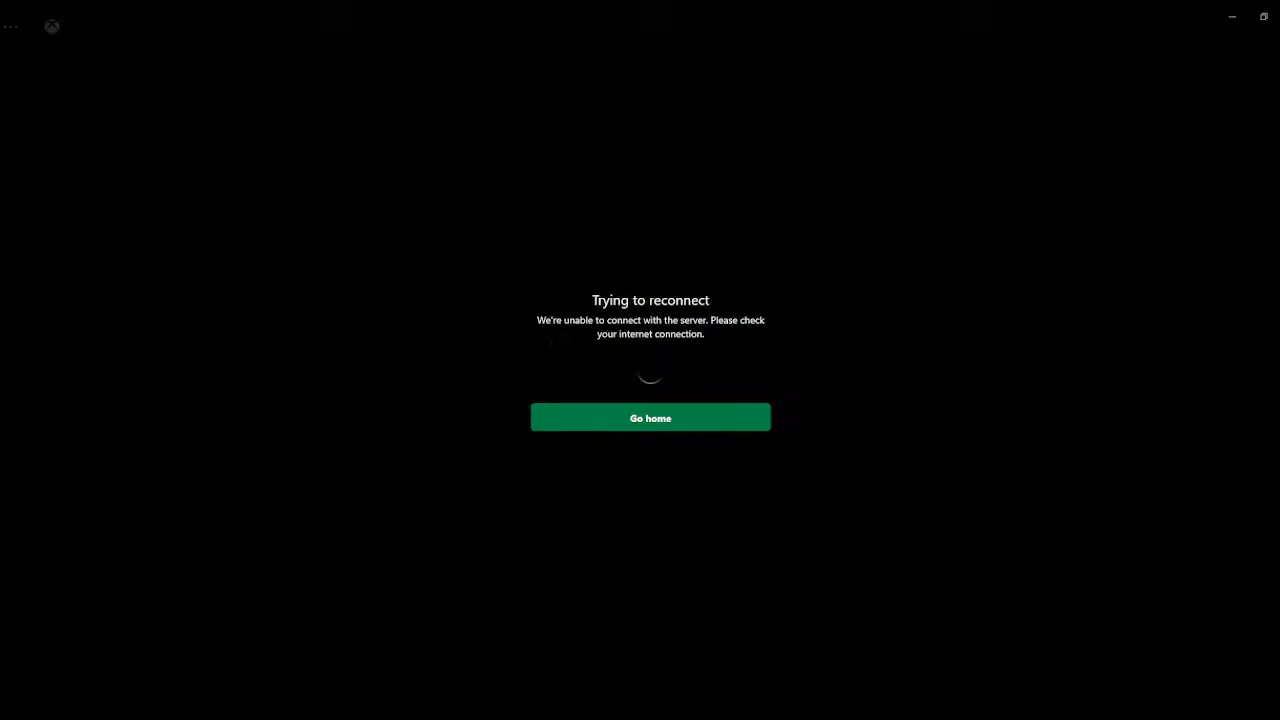 Trying to reconnect
We're unable to connect with the server. Please check
your internet connection.
Go home